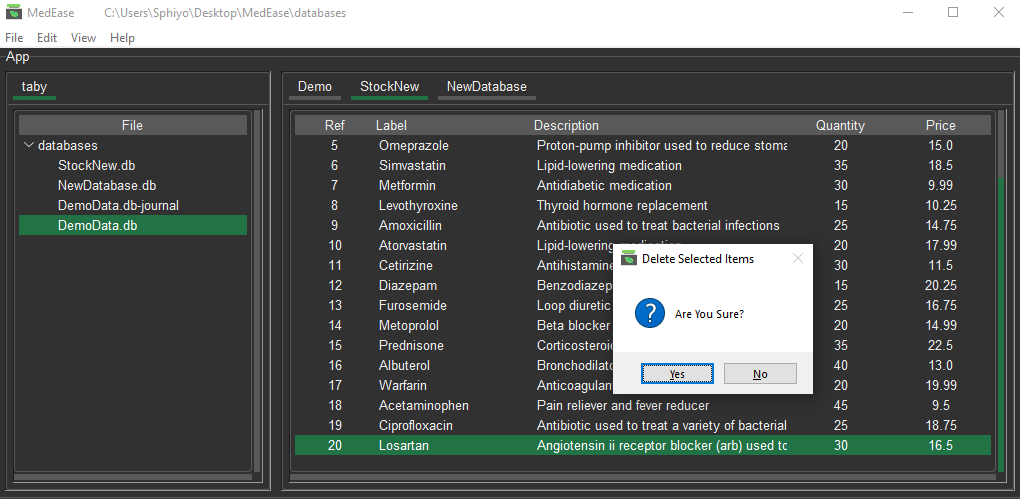 MedEase C:\Users\Sphiyo\Desktop\MedEase\databases
File Edit View Help
App
taby
File
databases
StockNew.db
NewDatabase.db
DemoData.db-journal
DemoData.db
Demo StockNew NewDatabase
Ref Label Description Quantity Price
5 Omeprazole Proton-pump inhibitor used to reduce stoma 20 15.0
6 Simvastatin Lipid-lowering medication 35 18.5
7 Metformin Antidiabetic medication 30 9.99
8 Levothyroxine Thyroid hormone replacement 15 10.25
9 Amoxicillin Antibiotic used to treat bacterial infections 25 14.75
10 Atorvastatin Lipid-lowering medication 20 17.99
11 Cetirizine Antihistamine 30 11.5
12 Diazepam Benzodiazep 15 20.25
13 Furosemide Loop diuretic 25 16.75
14 Metoprolol Beta blocker 20 14.99
15 Prednisone Corticosteroi 35 22.5
16 Albuterol Bronchodilato 40 13.0
17 Warfarin Anticoagulan 20 19.99
18 Acetaminophen Pain reliever and fever reducer 45 9.5
19 Ciprofloxacin Antibiotic used to treat a variety of bacterial 25 18.75
20 Losartan Angiotensin ii receptor blocker (arb) used to 30 16.5
Delete Selected Items
Are You Sure?
Yes No